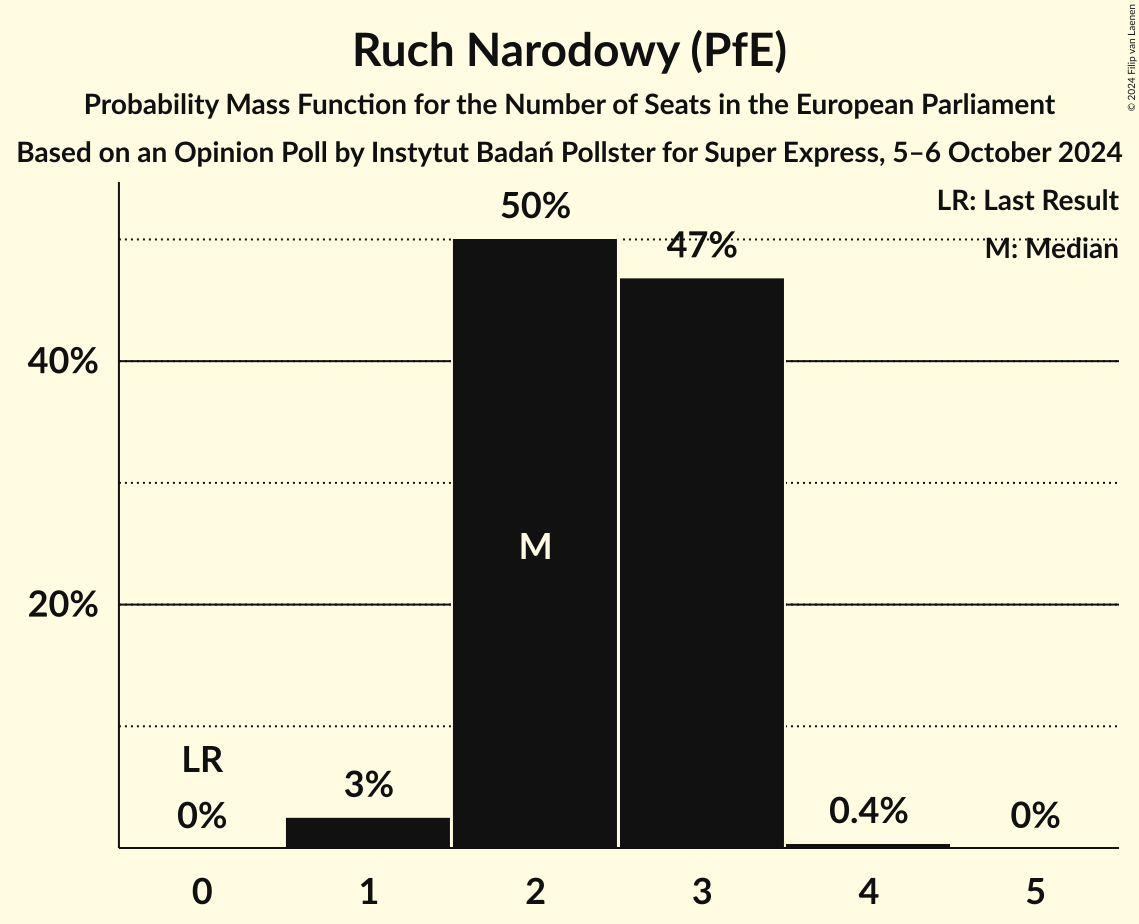 Ruch Narodowy (PfE)
Probability Mass Function for the Number of Seats in the European Parliament
Based on an Opinion Poll by Instytut Badań Pollster for Super Express, 5–6 October 2024
© 2024 Filip van Laenen
LR: Last Result
M: Median
50%
47%
40%
M
20%
LR
0%
3%
0.4%
0%
0 1 2 3 4 5